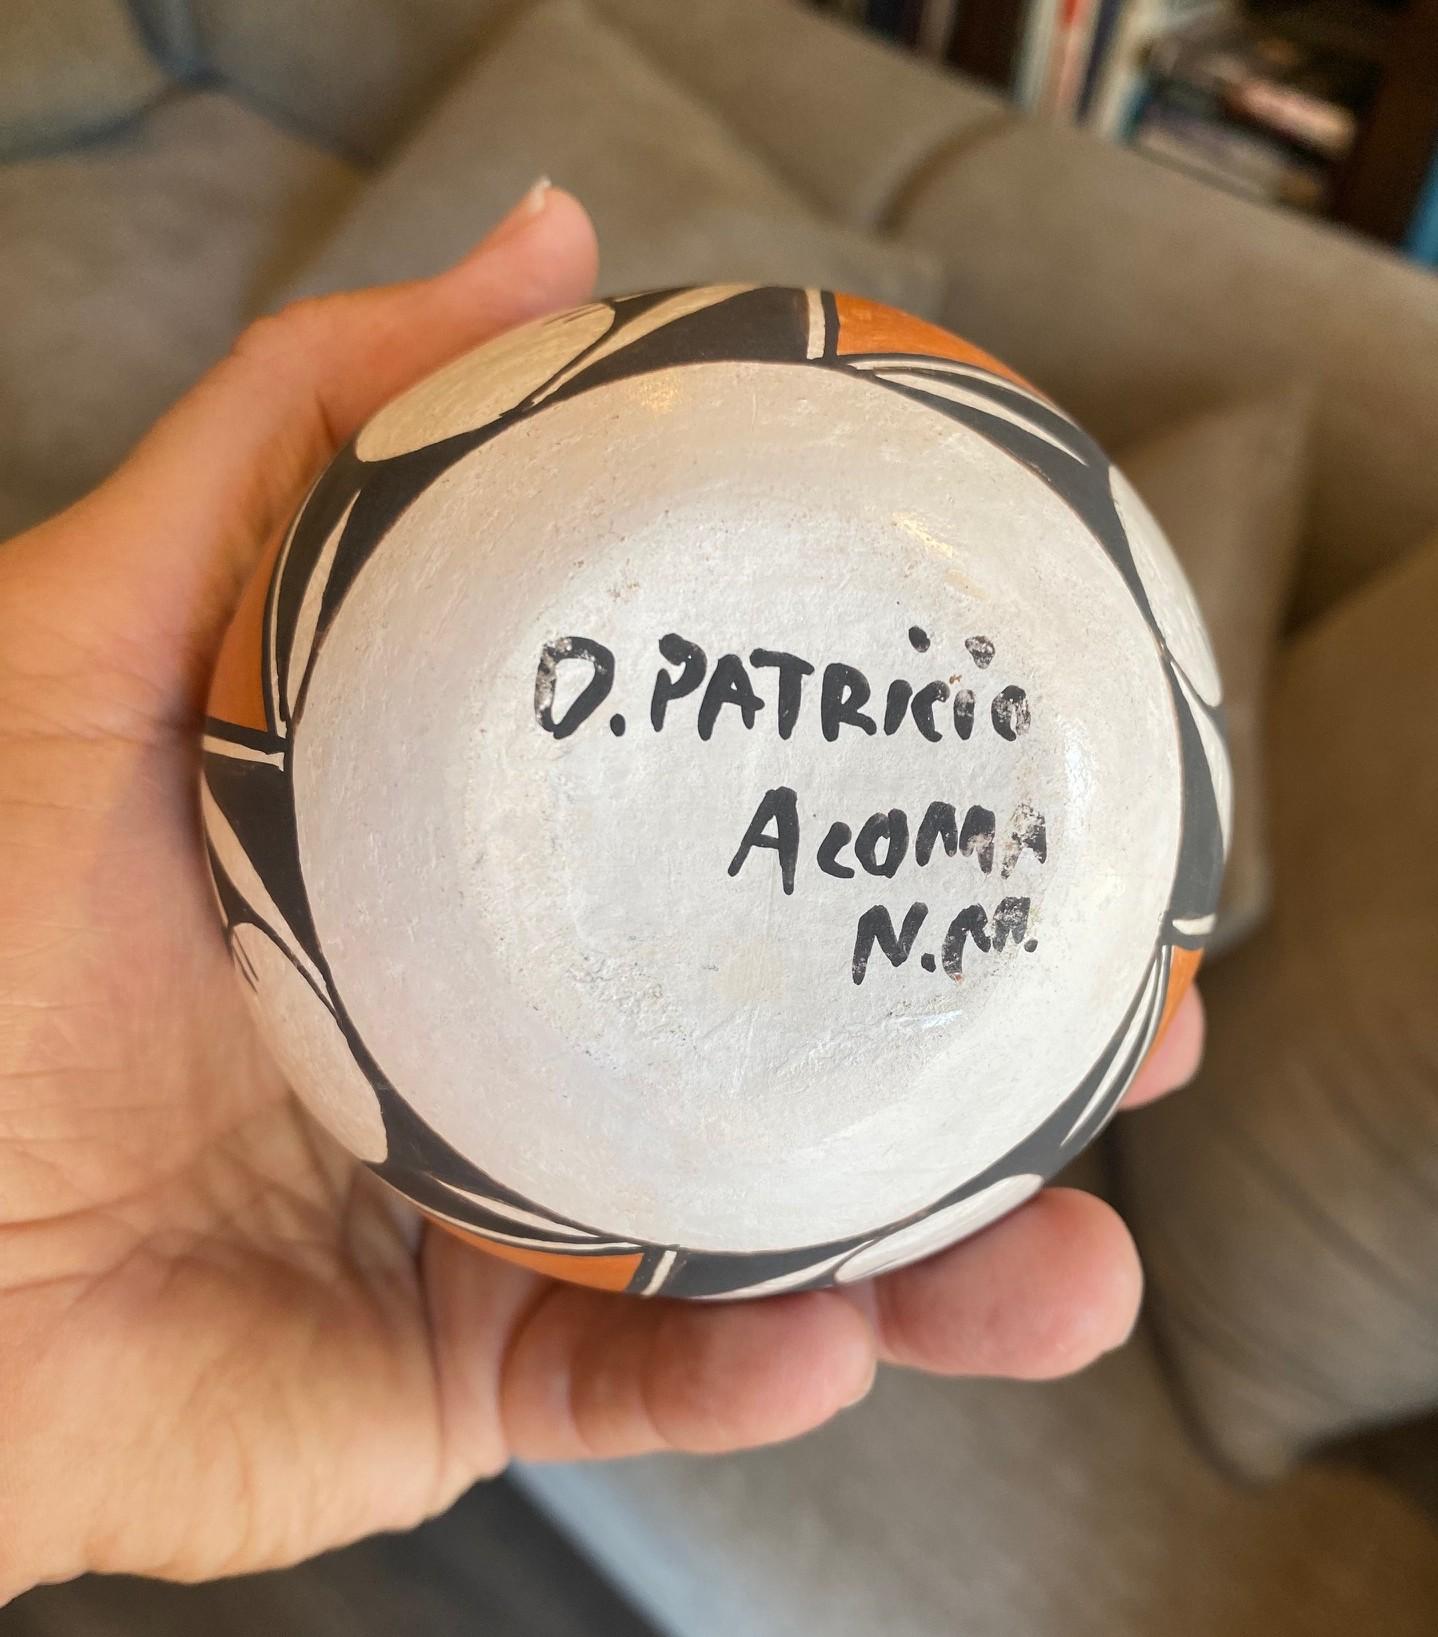 D. PATRiCiO
ACOMA
N.M.